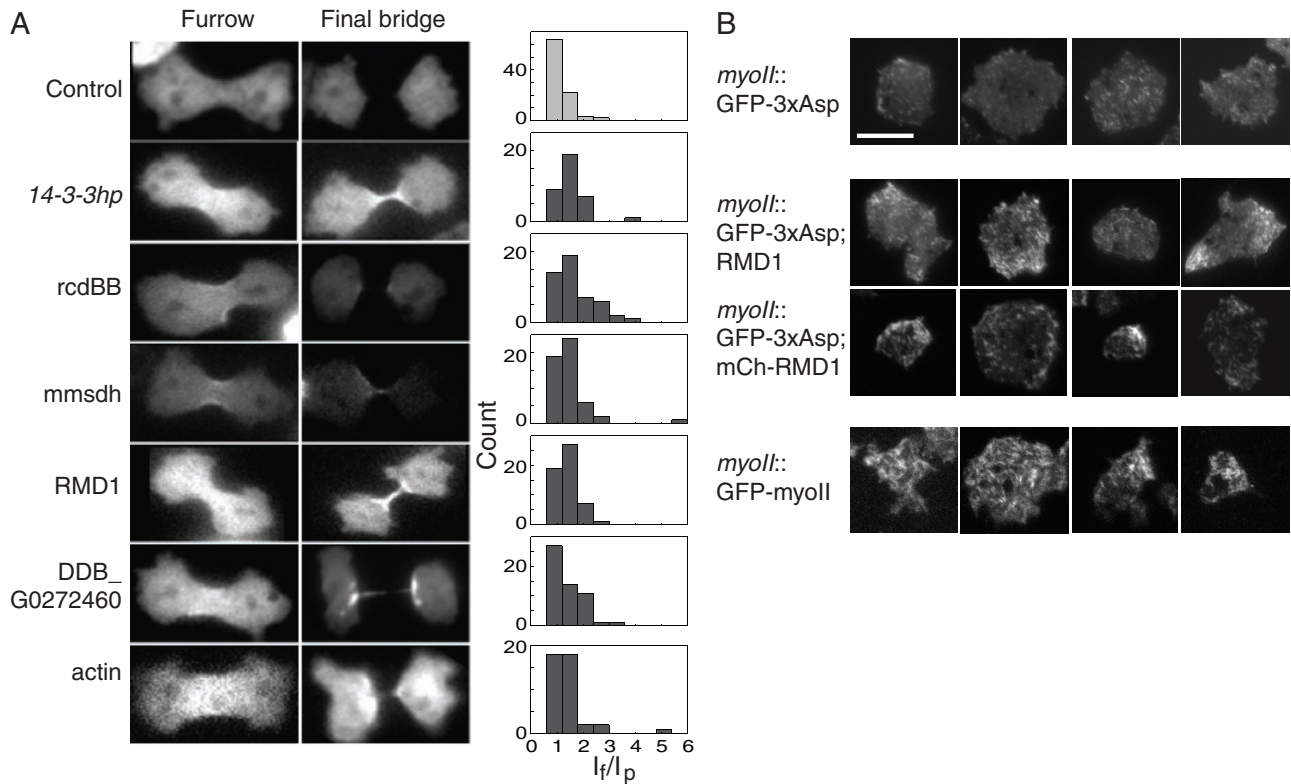 A
Furrow
Final bridge
Control
14-3-3hp
rcdBB
mmsdh
RMD1
DDB_
G0272460
actin
Count
40
0
20
0
20
0
20
0
20
0
20
0
20
0
0 1 2 3 4 5 6
If/Ip
B
myoII::
GFP-3xAsp
myoII::
GFP-3xAsp;
RMD1
myoII::
GFP-3xAsp;
mCh-RMD1
myoII::
GFP-myoII